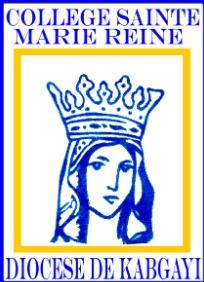 COLLEGE SAINTE
MARIE REINE
DIOCESE DE KABGAYI